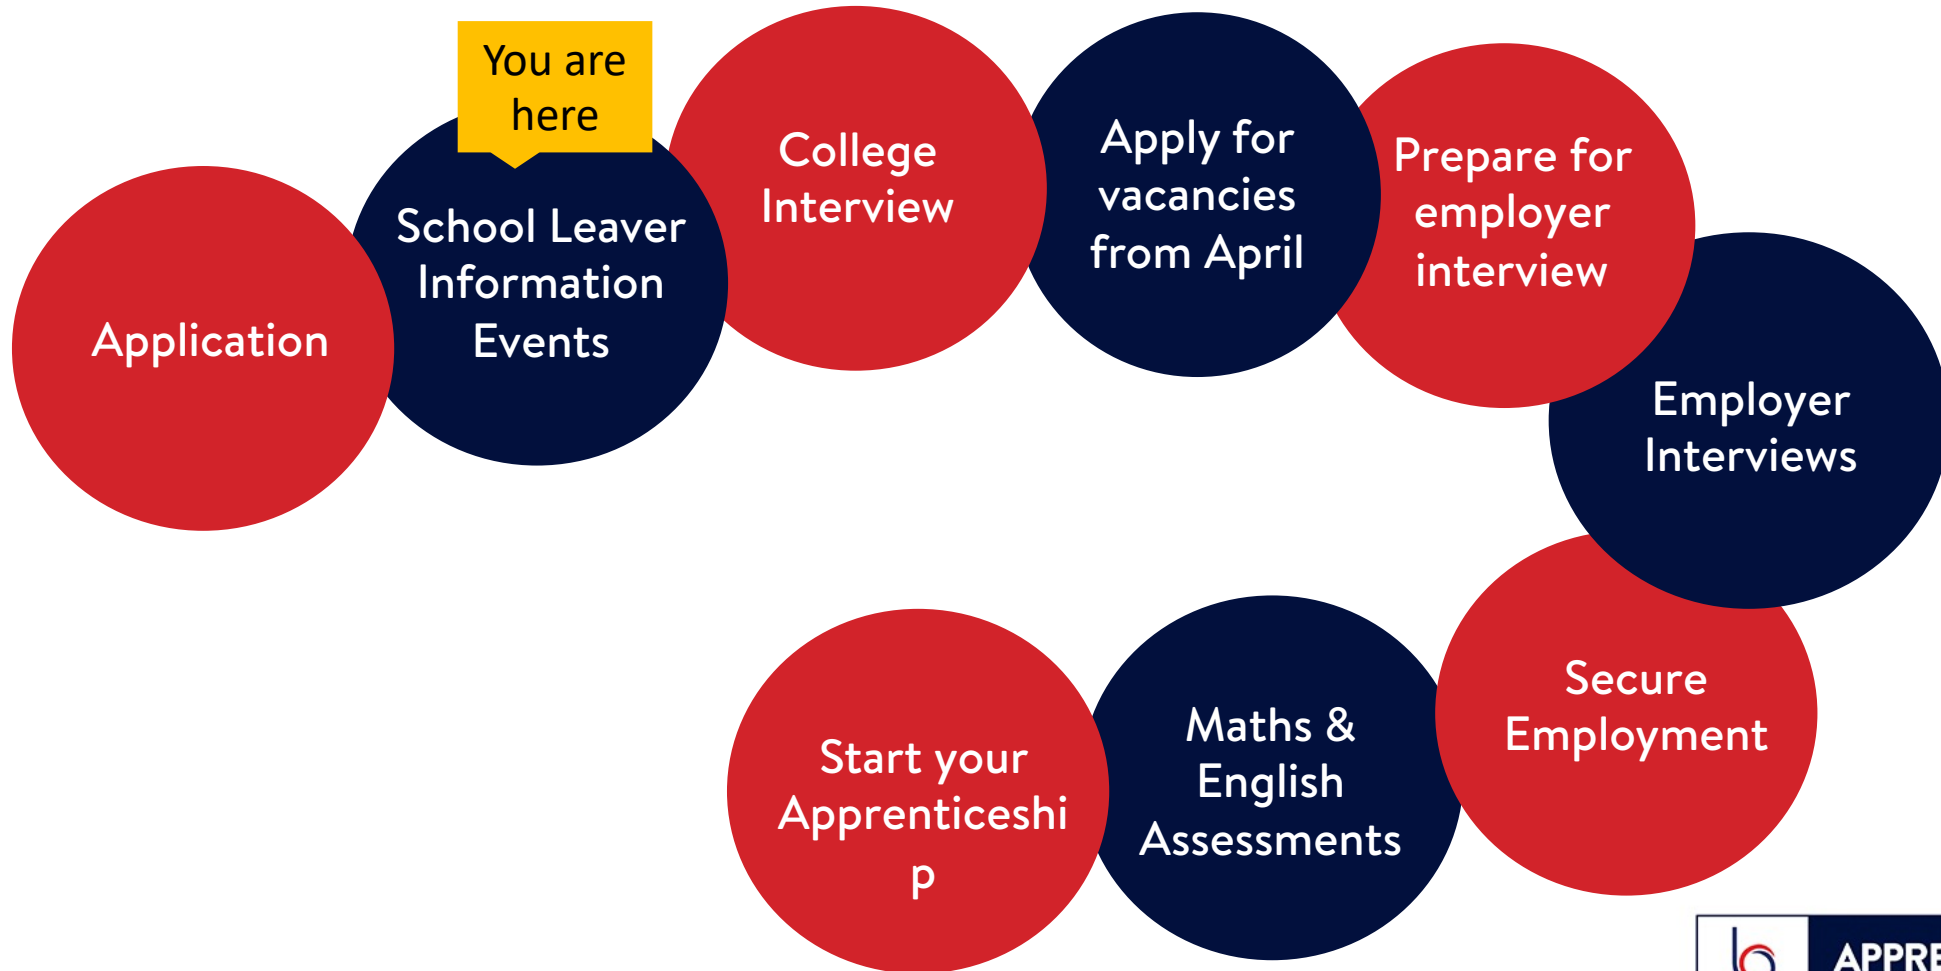 You are
here
Application
School Leaver
Information
Events
College
Interview
Apply for
vacancies
from April
Prepare for
employer
interview
Employer
Interviews
Secure
Employment
Maths &
English
Assessments
Start your
Apprenticeshi
p
APPRE